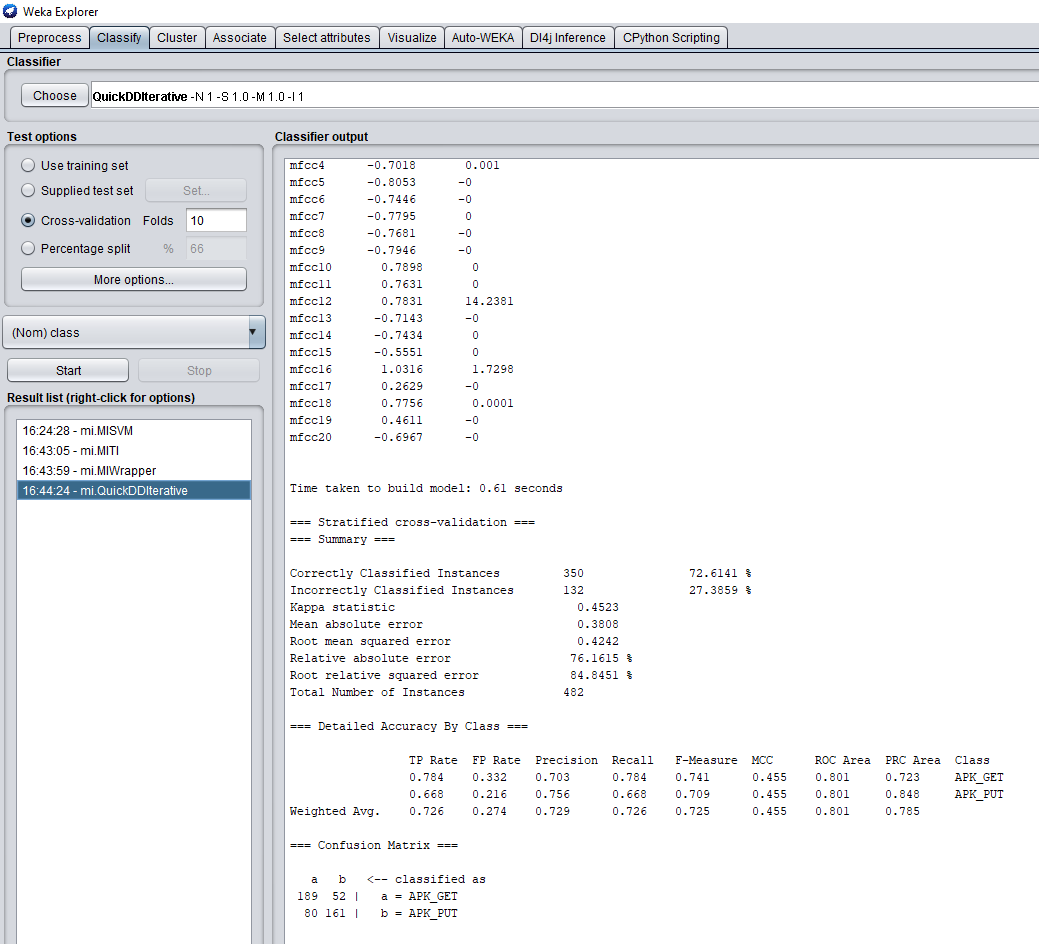 Weka Explorer
Preprocess Classify Cluster Associate Select attributes Visualize Auto-WEKA Dl4j Inference CPython Scripting
Classifier
Choose QuickDDIterative -N 1 -S 1.0 -M 1.0 -I 1
Test options
Use training set
Supplied test set Set...
Cross-validation Folds 10
Percentage split % 66
More options...
(Nom) class
Start Stop
Result list (right-click for options)
16:24:28 - mi.MISVM
16:43:05 - mi.MITI
16:43:59 - mi.MIWrapper
16:44:24 - mi.QuickDDIterative
Classifier output
mfcc4 -0.7018 0.001
mfcc5 -0.8053 -0
mfcc6 -0.7446 -0
mfcc7 -0.7795 0
mfcc8 -0.7681 -0
mfcc9 -0.7946 -0
mfcc10 0.7898 0
mfcc11 0.7631 0
mfcc12 0.7831 14.2381
mfcc13 -0.7143 -0
mfcc14 -0.7434 0
mfcc15 -0.5551 0
mfcc16 1.0316 1.7298
mfcc17 0.2629 -0
mfcc18 0.7756 0.0001
mfcc19 0.4611 -0
mfcc20 -0.6967 -0
Time taken to build model: 0.61 seconds
=== Stratified cross-validation ===
=== Summary ===
Correctly Classified Instances 350 72.6141 %
Incorrectly Classified Instances 132 27.3859 %
Kappa statistic 0.4523
Mean absolute error 0.3808
Root mean squared error 0.4242
Relative absolute error 76.1615 %
Root relative squared error 84.8451 %
Total Number of Instances 482
=== Detailed Accuracy By Class ===
TP Rate FP Rate Precision Recall F-Measure MCC ROC Area PRC Area Class
0.784 0.332 0.703 0.784 0.741 0.455 0.801 0.723 APK_GET
0.668 0.216 0.756 0.668 0.709 0.455 0.801 0.848 APK_PUT
Weighted Avg. 0.726 0.274 0.729 0.726 0.725 0.455 0.801 0.785
=== Confusion Matrix ===
a b <-- classified as
189 52 | a = APK_GET
80 161 | b = APK_PUT